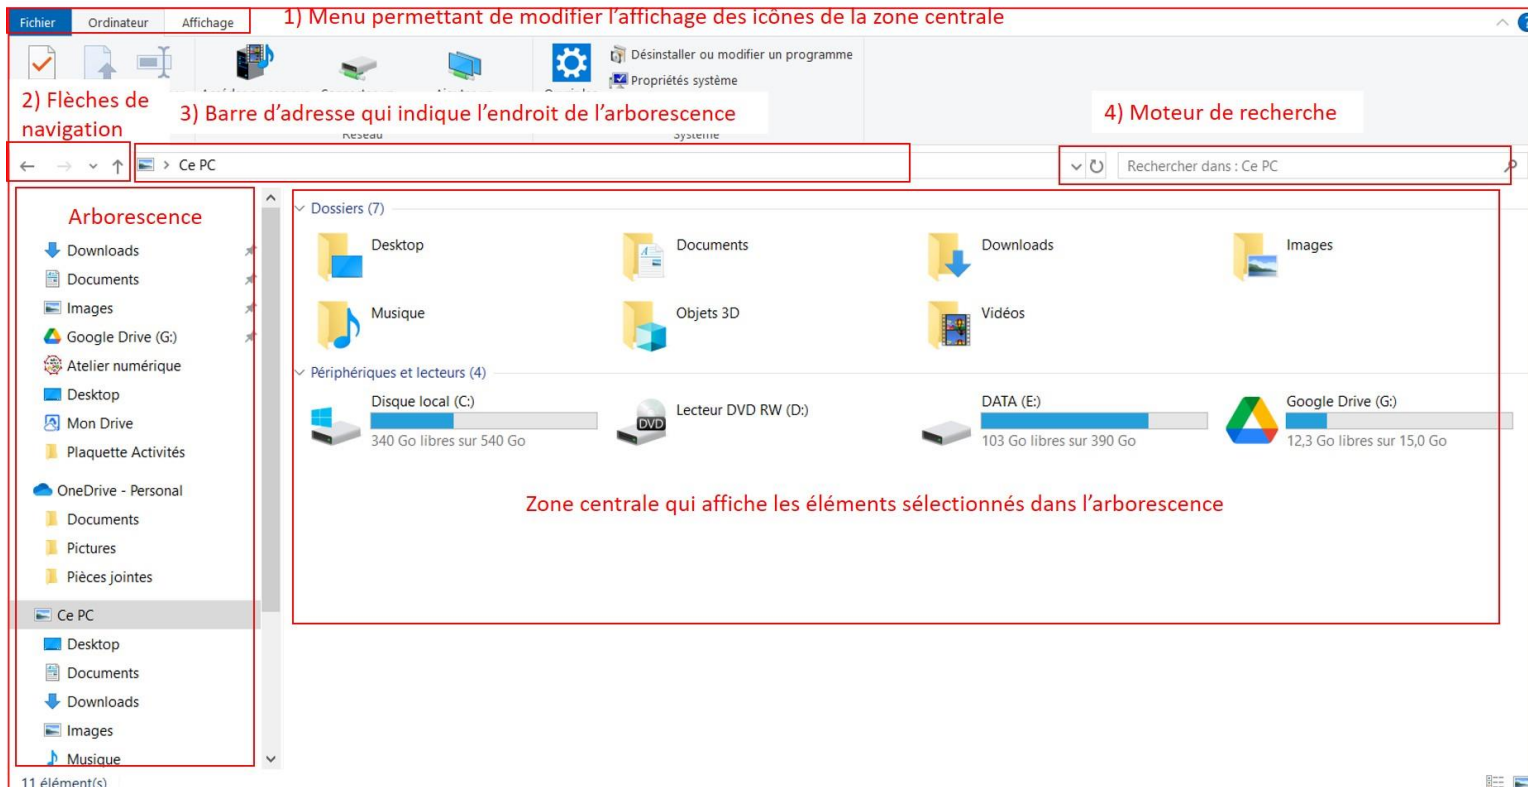 Fichier Ordinateur Affichage
1) Menu permettant de modifier l'affichage des icônes de la zone centrale
Désinstaller ou modifier un programme
Propriétés système
2) Flèches de
navigation
3) Barre d'adresse qui indique l'endroit de l'arborescence
4) Moteur de recherche
Réseau
Système
Ce PC
Rechercher dans : Ce PC
Arborescence
Downloads
Documents
Images
Google Drive (G:)
Atelier numérique
Desktop
Mon Drive
Plaquette Activités
OneDrive - Personal
Documents
Pictures
Pièces jointes
Ce PC
Desktop
Documents
Downloads
Images
Musique
11 élément(s)
Dossiers (7)
Desktop Documents Downloads Images
Musique Objets 3D Vidéos
Périphériques et lecteurs (4)
Disque local (C:)
340 Go libres sur 540 Go
Lecteur DVD RW (D:)
DVD
DATA (E:)
103 Go libres sur 390 Go
Google Drive (G:)
12,3 Go libres sur 15,0 Go
Zone centrale qui affiche les éléments sélectionnés dans l'arborescence